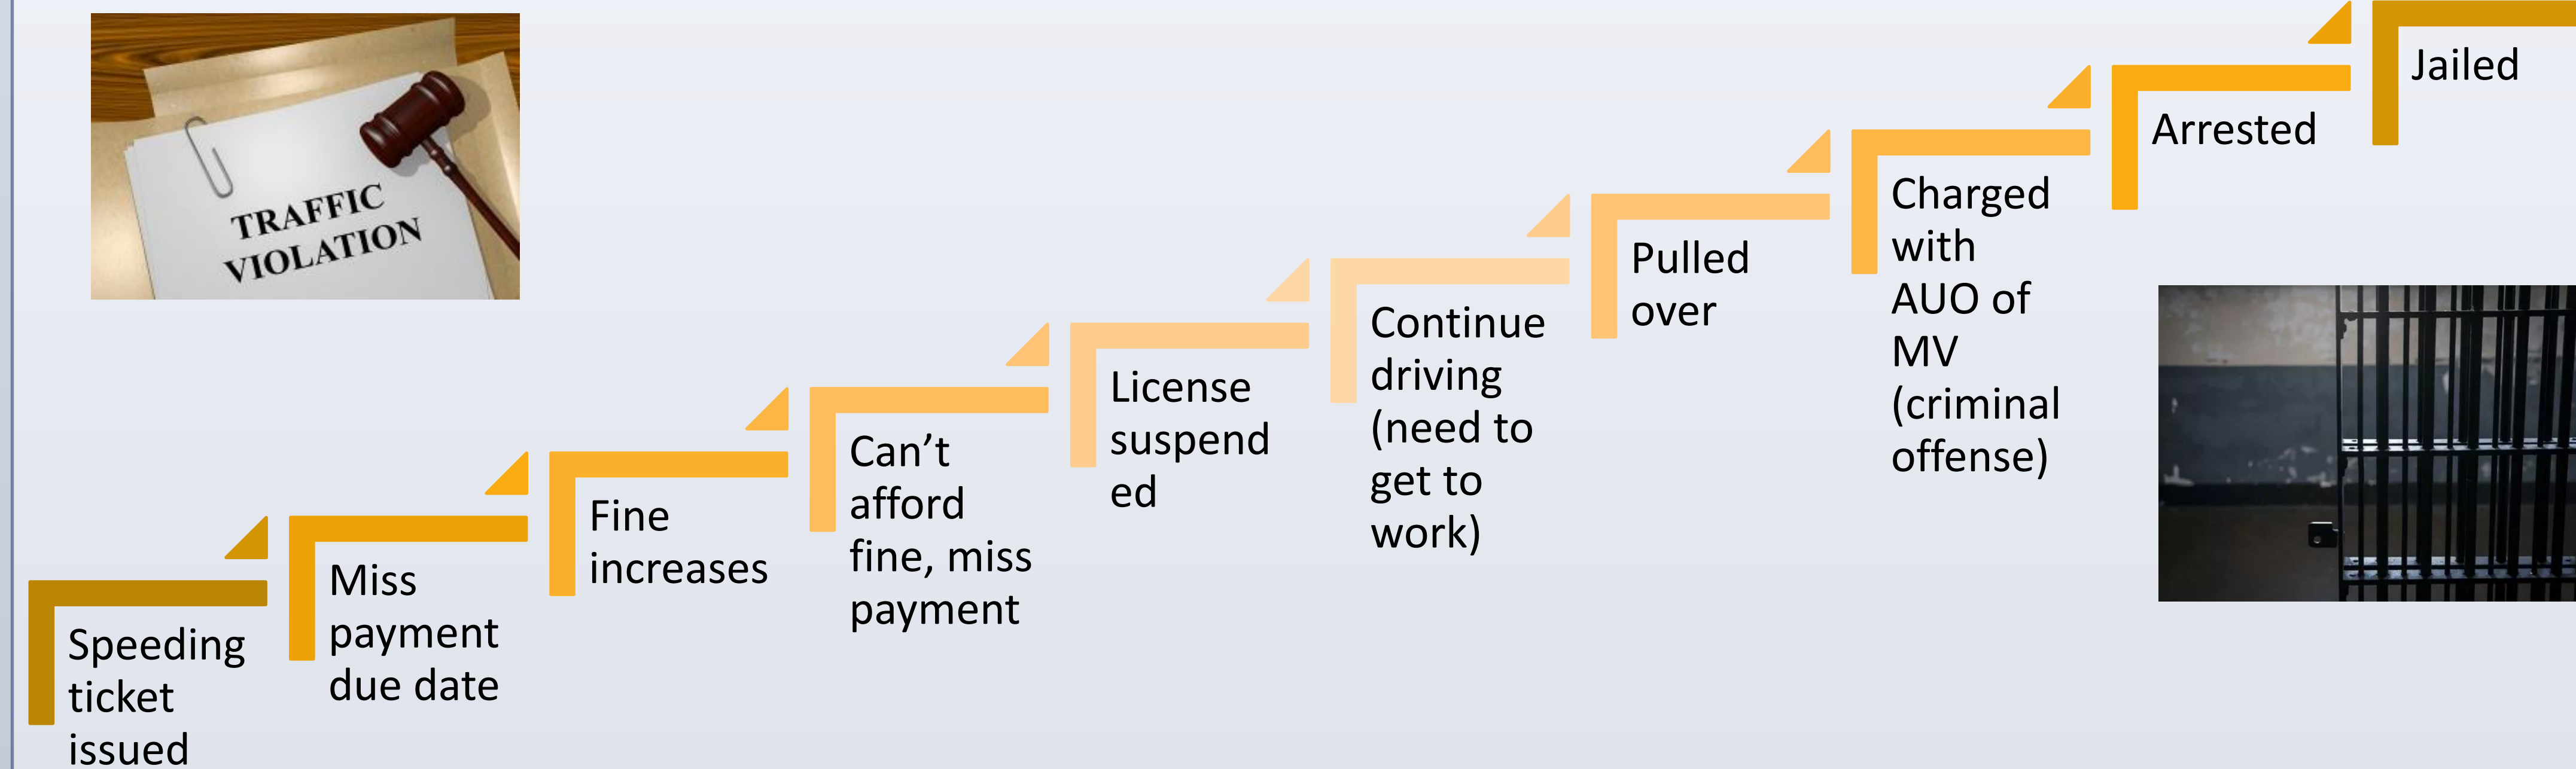 TRAFFIC
VIOLATION
Speeding
ticket
issued
Miss
payment
due date
Fine
increases
Can’t
afford
fine, miss
payment
License
suspend
ed
Continue
driving
(need to
get to
work)
Pulled
over
Charged
with
AUO of
MV
(criminal
offense)
Arrested
Jailed